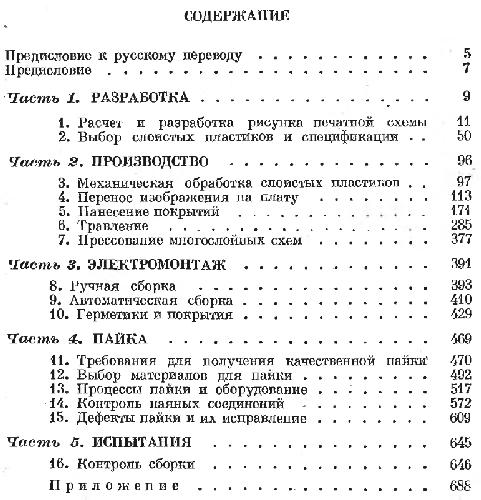 СОДЕРЖАНИЕ
Предисловие к русскому переводу . . . . . . . . . . 5
Предисловие . . . . . . . . . . . . . . . . . . . . 7
Часть 1. РАЗРАБОТКА . . . . . . . . . . . . . . . . 9
1. Расчет и разработка рисунка печатной схемы 11
2. Выбор слоистых пластиков и спецификации . . 50
Часть 2. ПРОИЗВОДСТВО . . . . . . . . . . . . . . 96
3. Механическая обработка слоистых пластиков . . 97
4. Перенос изображения на плату . . . . . . . . 113
5. Нанесение покрытий . . . . . . . . . . . . . 171
6. Травление . . . . . . . . . . . . . . . . 285
7. Прессование многослойных схем . . . . . . . 377
Часть 3. ЭЛЕКТРОМОНТАЖ . . . . . . . . . . . . . 391
8. Ручная сборка . . . . . . . . . . . . . . . 393
9. Автоматическая сборка . . . . . . . . . . . . 410
10. Герметики и покрытия . . . . . . . . . . . . 429
Часть 4. ПАЙКА . . . . . . . . . . . . . . . . . 469
11. Требования для получения качественной пайки 470
12. Выбор материалов для пайки . . . . . . . . . 492
13. Процессы пайки и оборудование . . . . . . . . 517
14. Контроль паяных соединений . . . . . . . . . 572
15. Дефекты пайки и их исправление . . . . . . . 609
Часть 5. ИСПЫТАНИЯ . . . . . . . . . . . . . . . 645
16. Контроль сборки . . . . . . . . . . . . . . 646
Приложение . . . . . . . . . . . . . . . . . 688